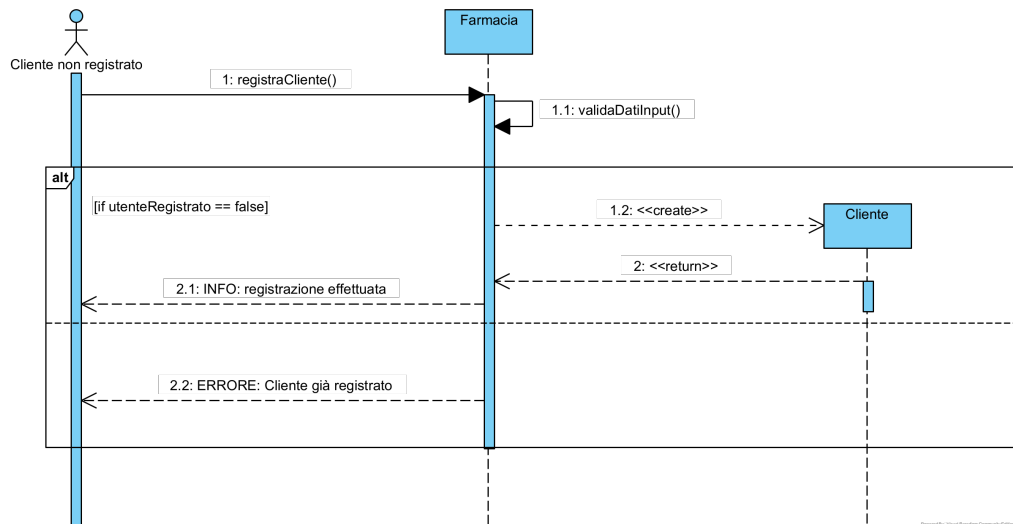 Farmacia
Cliente non registrato
1: registraCliente()
1.1: validaDatiInput()
alt
[if utenteRegistrato == false]
1.2: <<create>>
Cliente
2: <<return>>
2.1: INFO: registrazione effettuata
2.2: ERRORE: Cliente già registrato